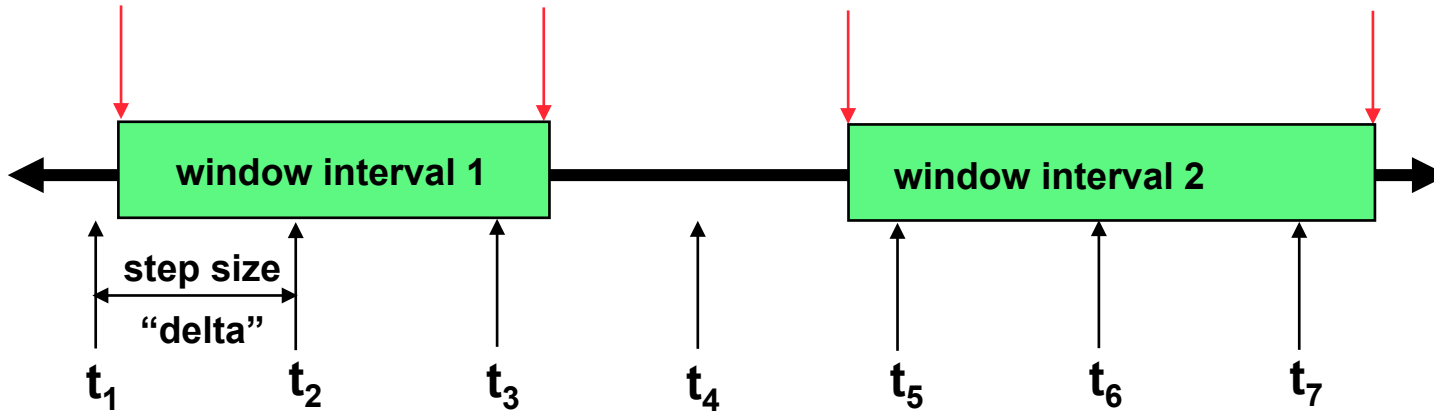 window interval 1
window interval 2
step size
“delta”
t₁ t₂ t₃ t₄ t₅ t₆ t₇